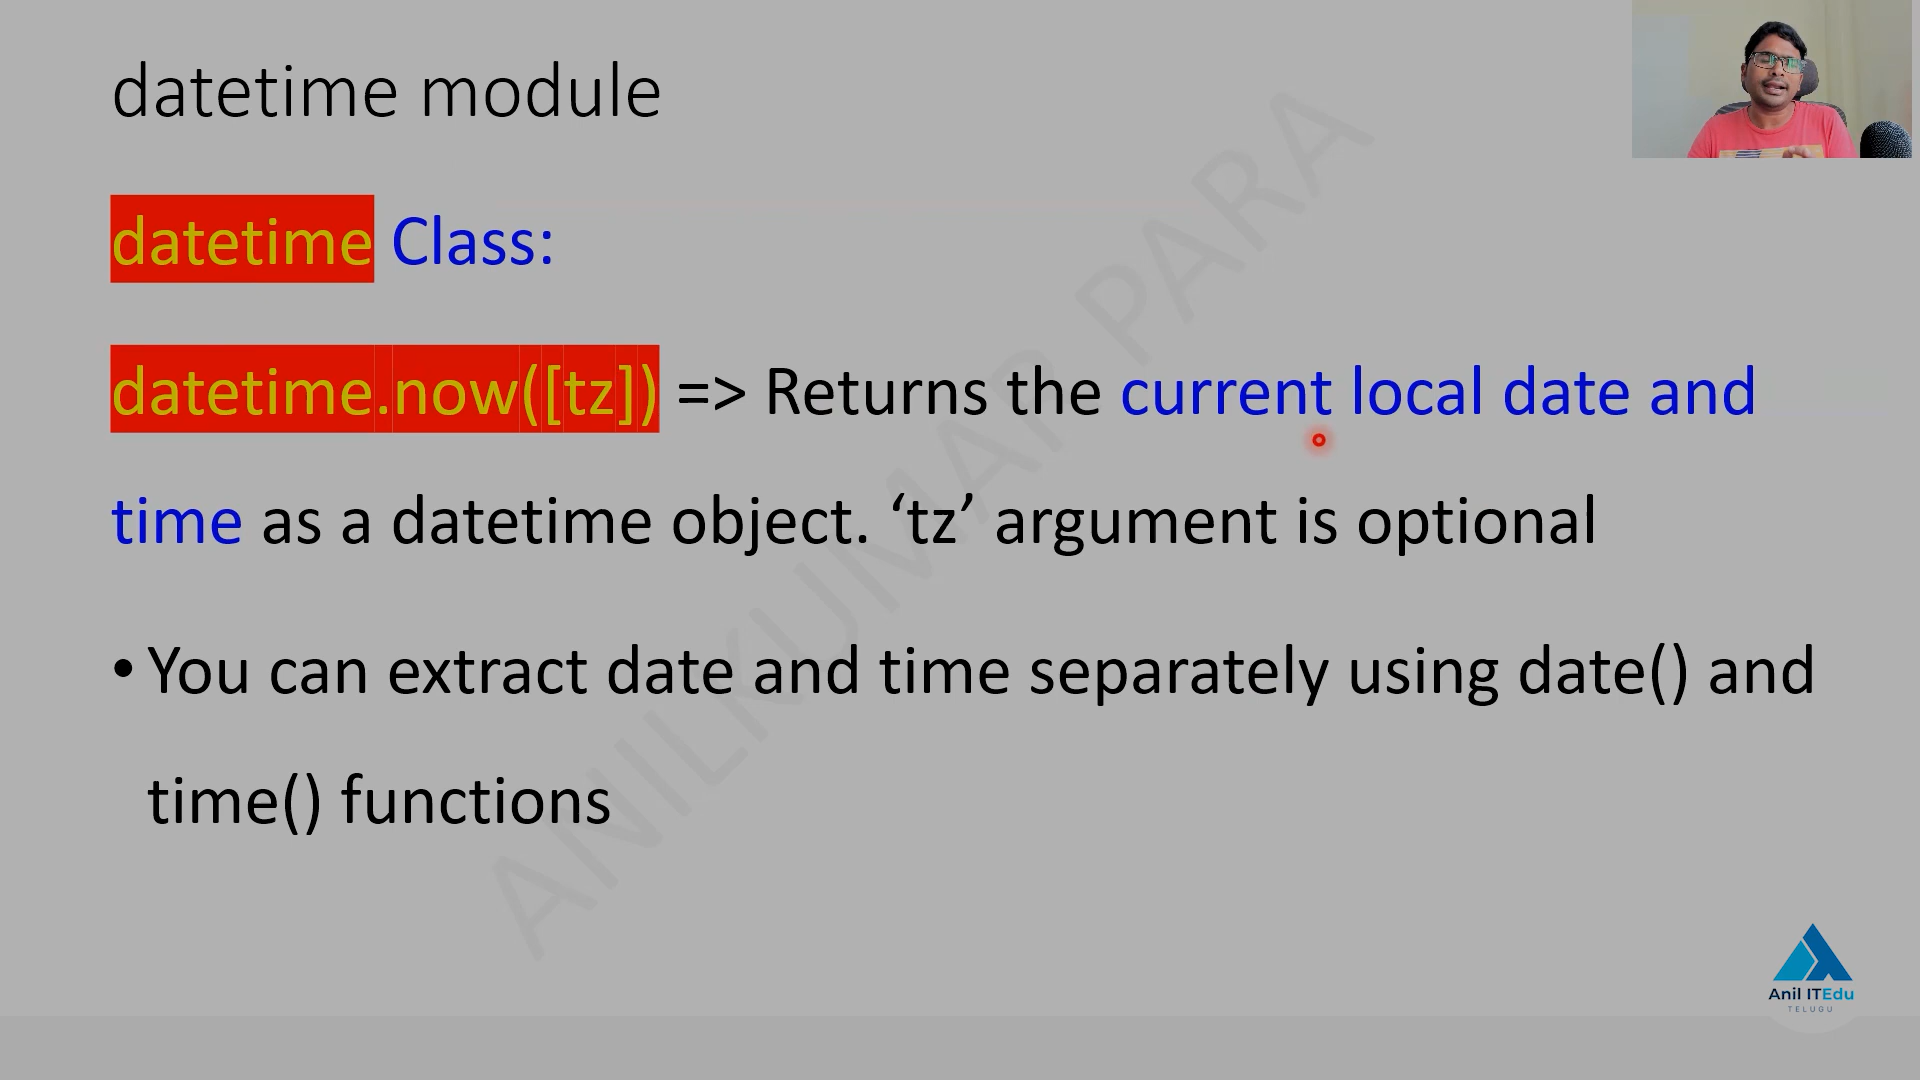 datetime module
datetime Class:
datetime.now([tz]) => Returns the current local date and
time as a datetime object. ‘tz’ argument is optional
• You can extract date and time separately using date() and
time() functions
ANILKUMAR PARA
Anil ITEdu
TELUGU